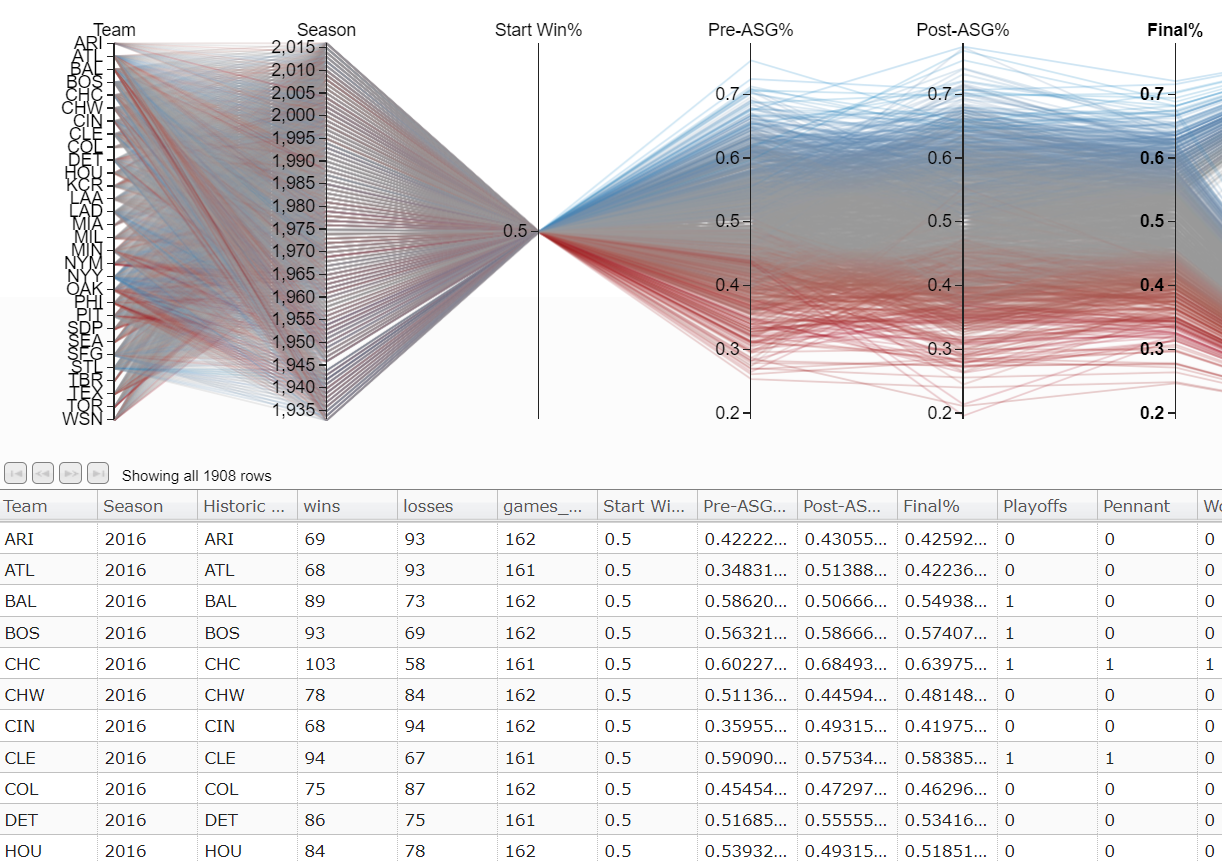 Team Season Start Win% Pre-ASG% Post-ASG% Final%
ARI
ATL
BAL
BOS
CHC
CHW
CIN
CLE
COL
DET
HOU
KCR
LAA
LAD
MIA
MIL
MIN
NYM
NYY
OAK
PHI
PIT
SDP
SEA
SFG
STL
TBR
TEX
TOR
WSN
2,015
2,010
2,005
2,000
1,995
1,990
1,985
1,980
1,975
1,970
1,965
1,960
1,955
1,950
1,945
1,940
1,935
0.5
0.7
0.6
0.5
0.4
0.3
0.2
0.7
0.6
0.5
0.4
0.3
0.2
0.7
0.6
0.5
0.4
0.3
0.2
Showing all 1908 rows
Team Season Historic ... wins losses games_... Start Wi... Pre-ASG... Post-AS... Final% Playoffs Pennant Wo
ARI 2016 ARI 69 93 162 0.5 0.42222... 0.43055... 0.42592... 0 0 0
ATL 2016 ATL 68 93 161 0.5 0.34831... 0.51388... 0.42236... 0 0 0
BAL 2016 BAL 89 73 162 0.5 0.58620... 0.50666... 0.54938... 1 0 0
BOS 2016 BOS 93 69 162 0.5 0.56321... 0.58666... 0.57407... 1 0 0
CHC 2016 CHC 103 58 161 0.5 0.60227... 0.68493... 0.63975... 1 1 1
CHW 2016 CHW 78 84 162 0.5 0.51136... 0.44594... 0.48148... 0 0 0
CIN 2016 CIN 68 94 162 0.5 0.35955... 0.49315... 0.41975... 0 0 0
CLE 2016 CLE 94 67 161 0.5 0.59090... 0.57534... 0.58385... 1 1 0
COL 2016 COL 75 87 162 0.5 0.45454... 0.47297... 0.46296... 0 0 0
DET 2016 DET 86 75 161 0.5 0.51685... 0.55555... 0.53416... 0 0 0
HOU 2016 HOU 84 78 162 0.5 0.53932... 0.49315... 0.51851... 0 0 0